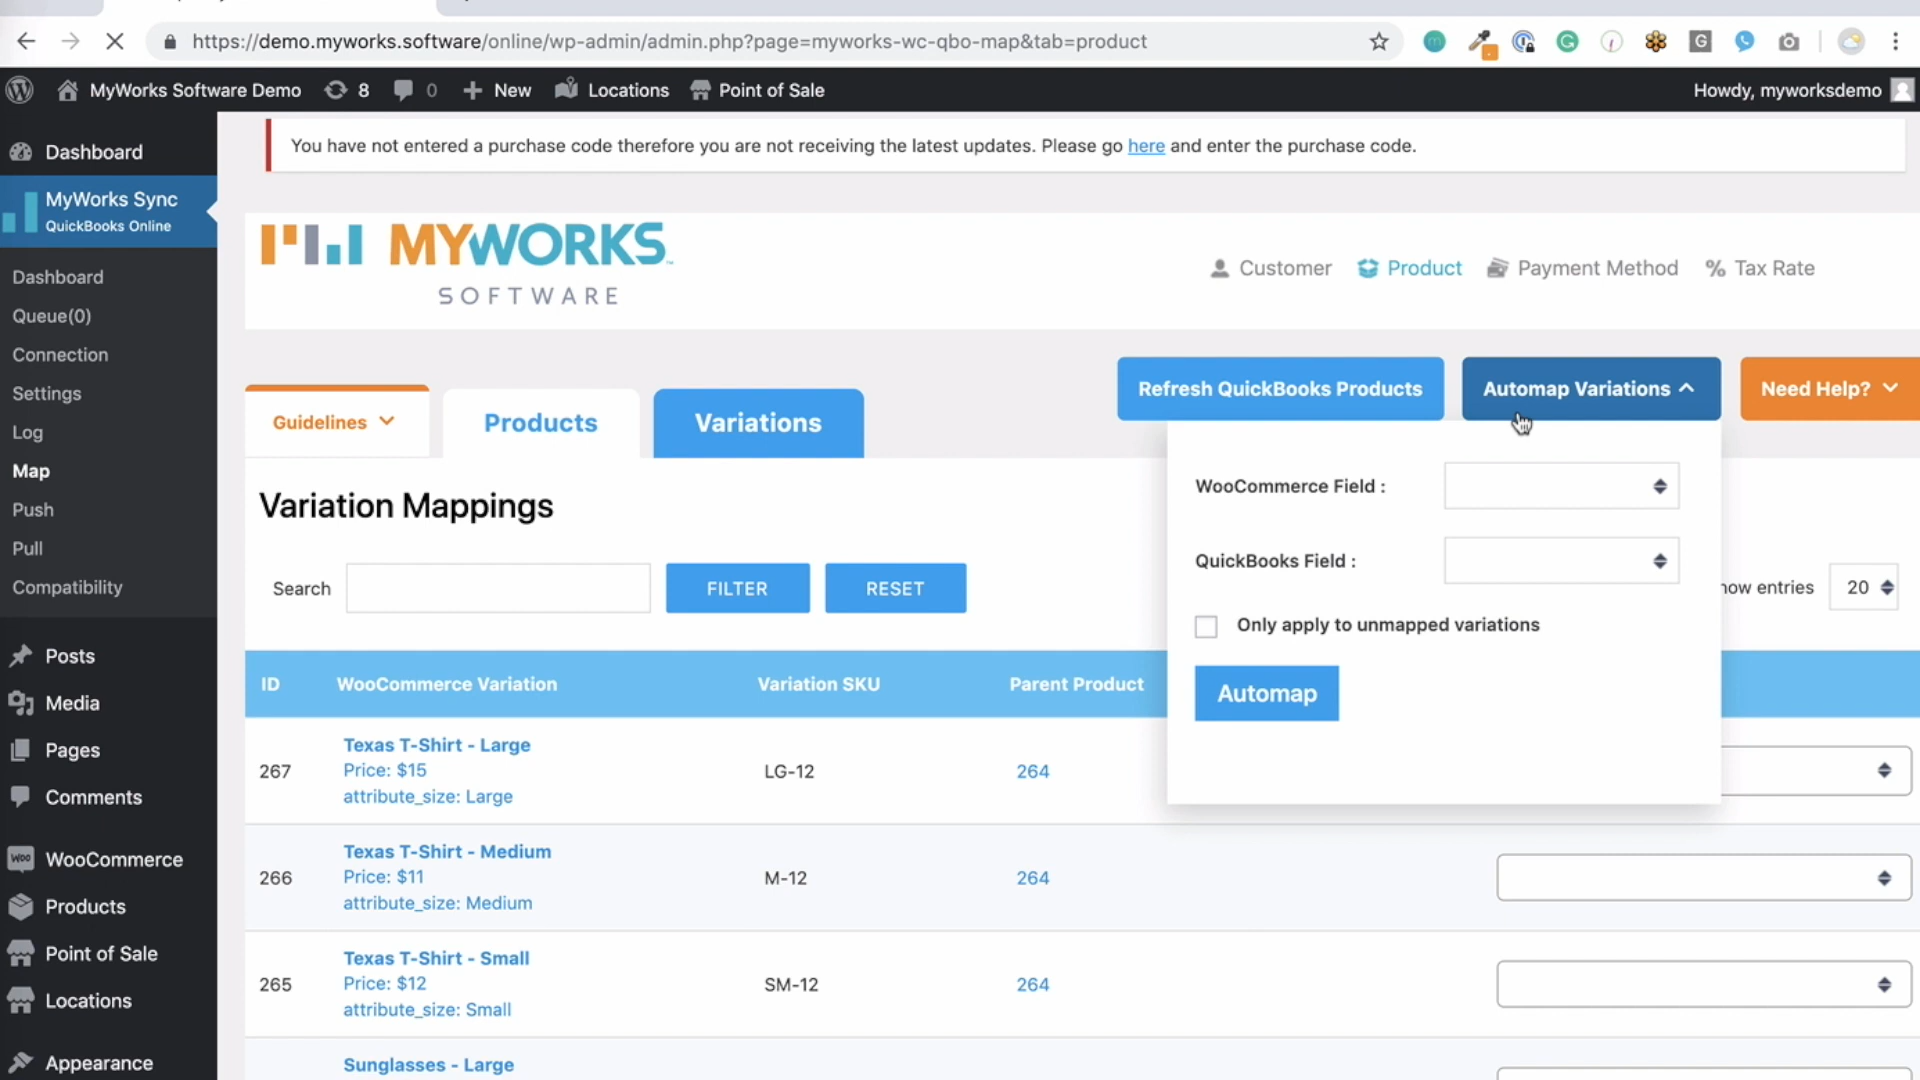 https://demo.myworks.software/online/wp-admin/admin.php?page=myworks-wc-qbo-map&tab=product
MyWorks Software Demo 8 0 New Locations Point of Sale Howdy, myworksdemo
Dashboard
MyWorks Sync
QuickBooks Online
Dashboard
Queue(0)
Connection
Settings
Log
Map
Push
Pull
Compatibility
Posts
Media
Pages
Comments
WooCommerce
Products
Point of Sale
Locations
Appearance
You have not entered a purchase code therefore you are not receiving the latest updates. Please go here and enter the purchase code.
MYWORKS
SOFTWARE
Customer Product Payment Method % Tax Rate
Refresh QuickBooks Products Automap Variations Need Help?
Guidelines Products Variations
Variation Mappings
Search FILTER RESET
WooCommerce Field :
QuickBooks Field :
Only apply to unmapped variations
Automap
entries 20
ID WooCommerce Variation Variation SKU Parent Product
267 Texas T-Shirt - Large LG-12 264
Price: $15
attribute_size: Large
266 Texas T-Shirt - Medium M-12 264
Price: $11
attribute_size: Medium
265 Texas T-Shirt - Small SM-12 264
Price: $12
attribute_size: Small
Sunglasses - Large